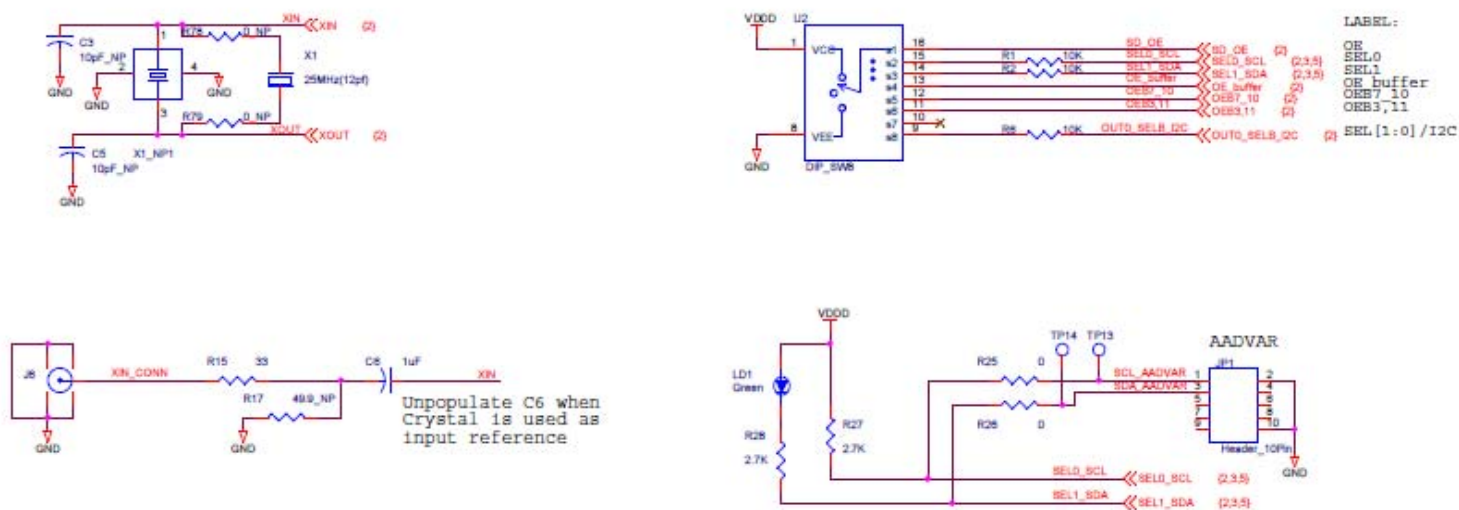 XIN
XIN {2}
C3
10pF_NP
R78
0_NP
1
2
4
3
GND
GND
GND
X1
25MHz(12pf)
R79
0_NP
XOUT
XOUT {2}
C5
10pF_NP
X1_NP1
GND
VDDD
U2
1
VCC
8
VEE
GND
DIP_SW8
s1
s2
s3
s4
s5
s6
s7
s8
16
15
14
13
12
11
10
9
R1
10K
R2
10K
R6
10K
SD_OE
SEL0_SCL
SEL1_SDA
OE_buffer
OEB7_10
OEB3,11
OUT0_SELB_I2C
SD_OE {2}
SEL0_SCL {2,3,5}
SEL1_SDA {2,3,5}
OE_buffer {2}
OEB7_10 {2}
OEB3,11 {2}
OUT0_SELB_I2C {2}
LABEL:
OE
SEL0
SEL1
OE_buffer
OEB7_10
OEB3,11
SEL[1:0]/I2C
J6
GND
XIN_CONN
R15
33
R17
49.9_NP
GND
C6
1uF
XIN
Unpopulate C6 when
Crystal is used as
input reference
VDDD
LD1
Green
R28
2.7K
R27
2.7K
R25
0
R26
0
TP14
TP13
SCL_AADVAR
SDA_AADVAR
AADVAR
JP1
1
3
5
7
9
2
4
6
8
10
Header_10Pin
GND
SEL0_SCL
SEL0_SCL {2,3,5}
SEL1_SDA
SEL1_SDA {2,3,5}